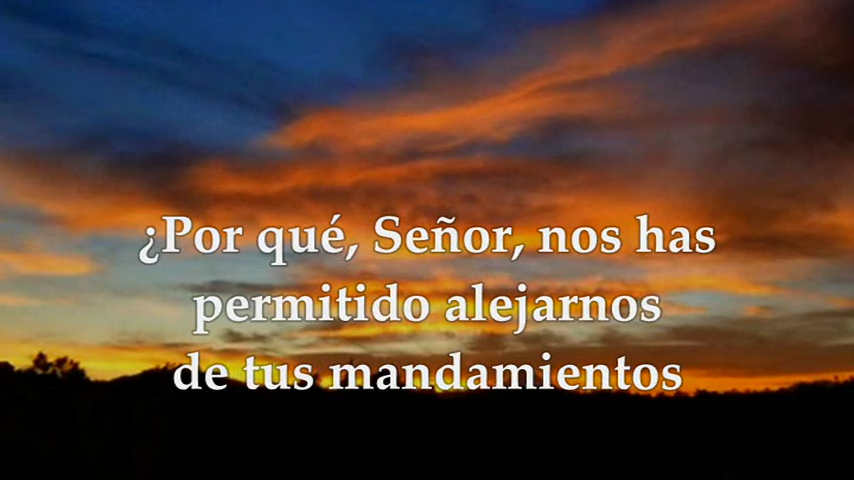 ¿Por qué, Señor, nos has
permitido alejarnos
de tus mandamientos